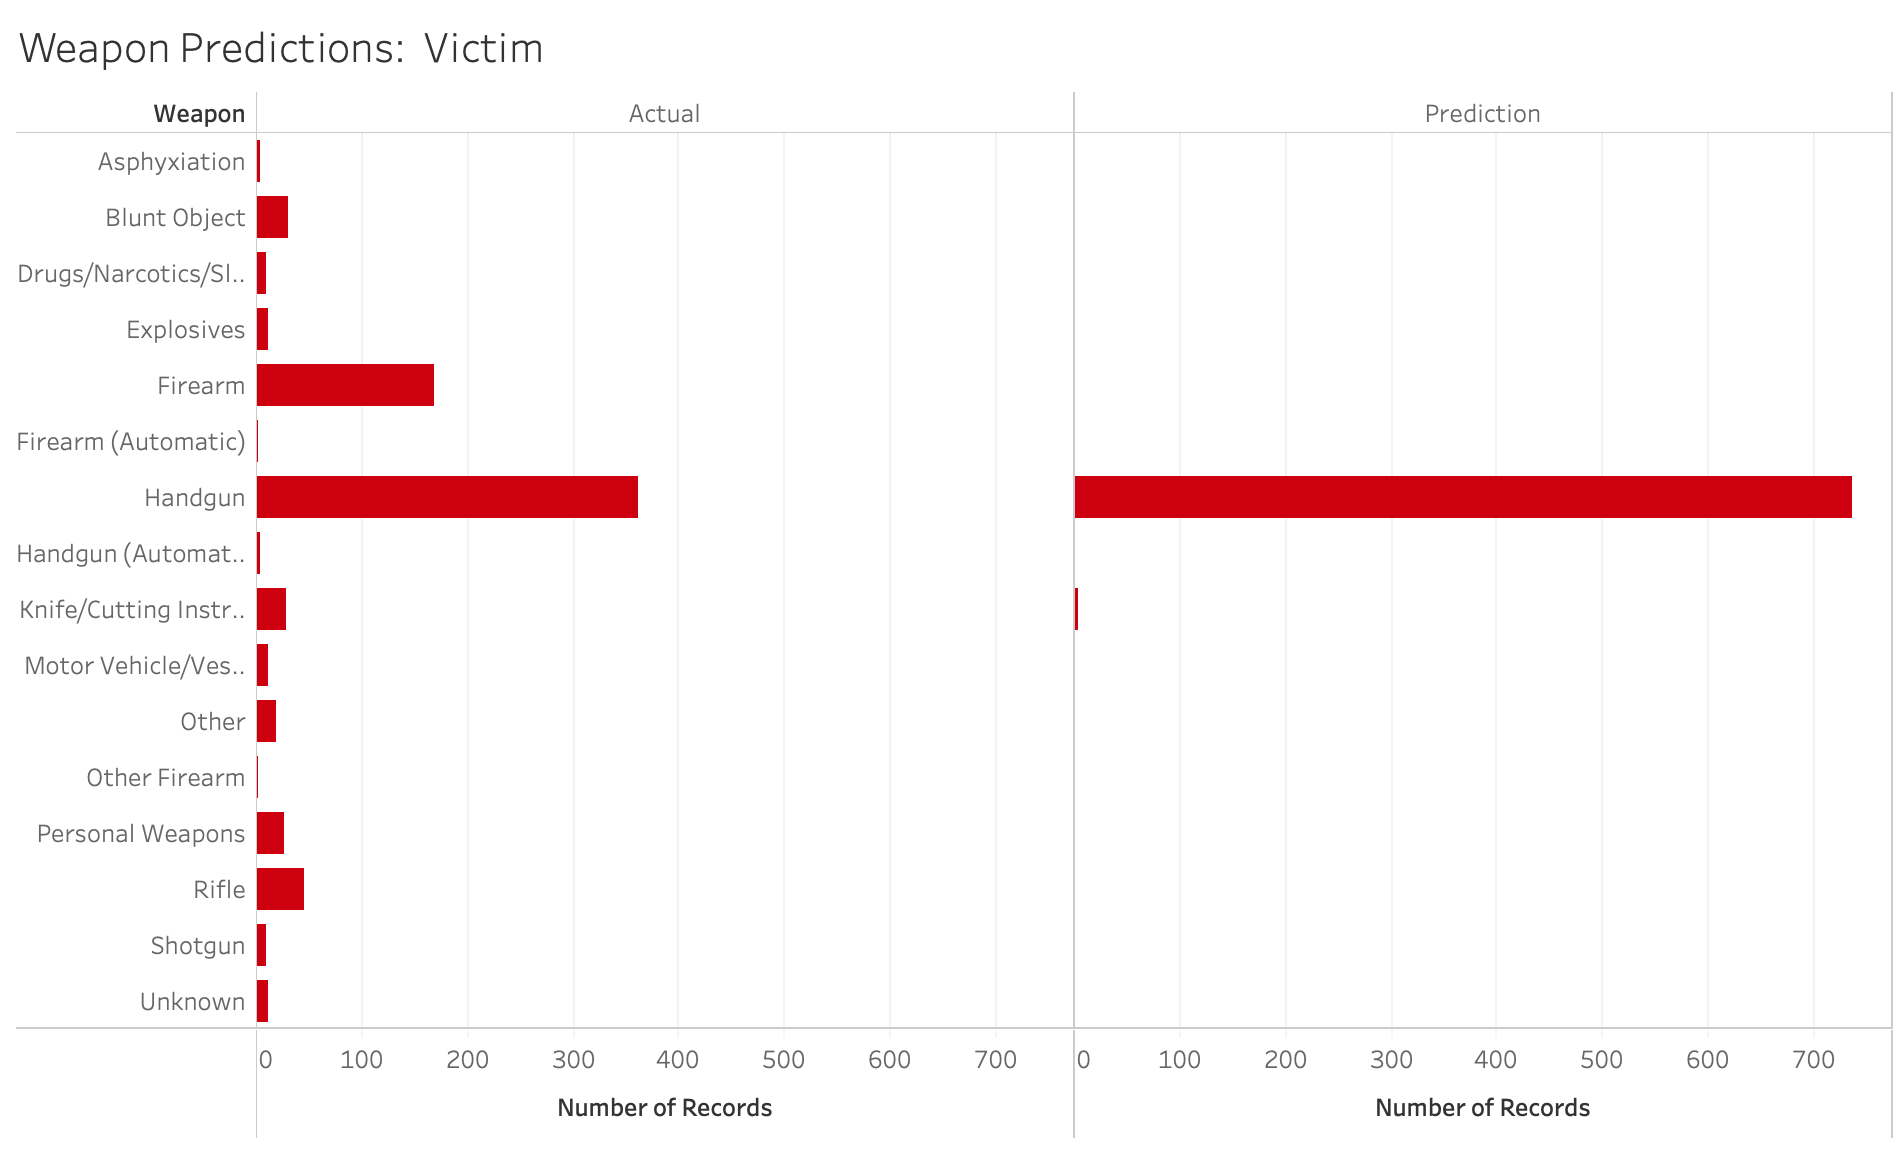 Weapon Predictions:  Victim
Weapon Actual Prediction
Asphyxiation
Blunt Object
Drugs/Narcotics/Sl..
Explosives
Firearm
Firearm (Automatic)
Handgun
Handgun (Automat..
Knife/Cutting Instr..
Motor Vehicle/Ves..
Other
Other Firearm
Personal Weapons
Rifle
Shotgun
Unknown
0 100 200 300 400 500 600 700 0 100 200 300 400 500 600 700
Number of Records Number of Records